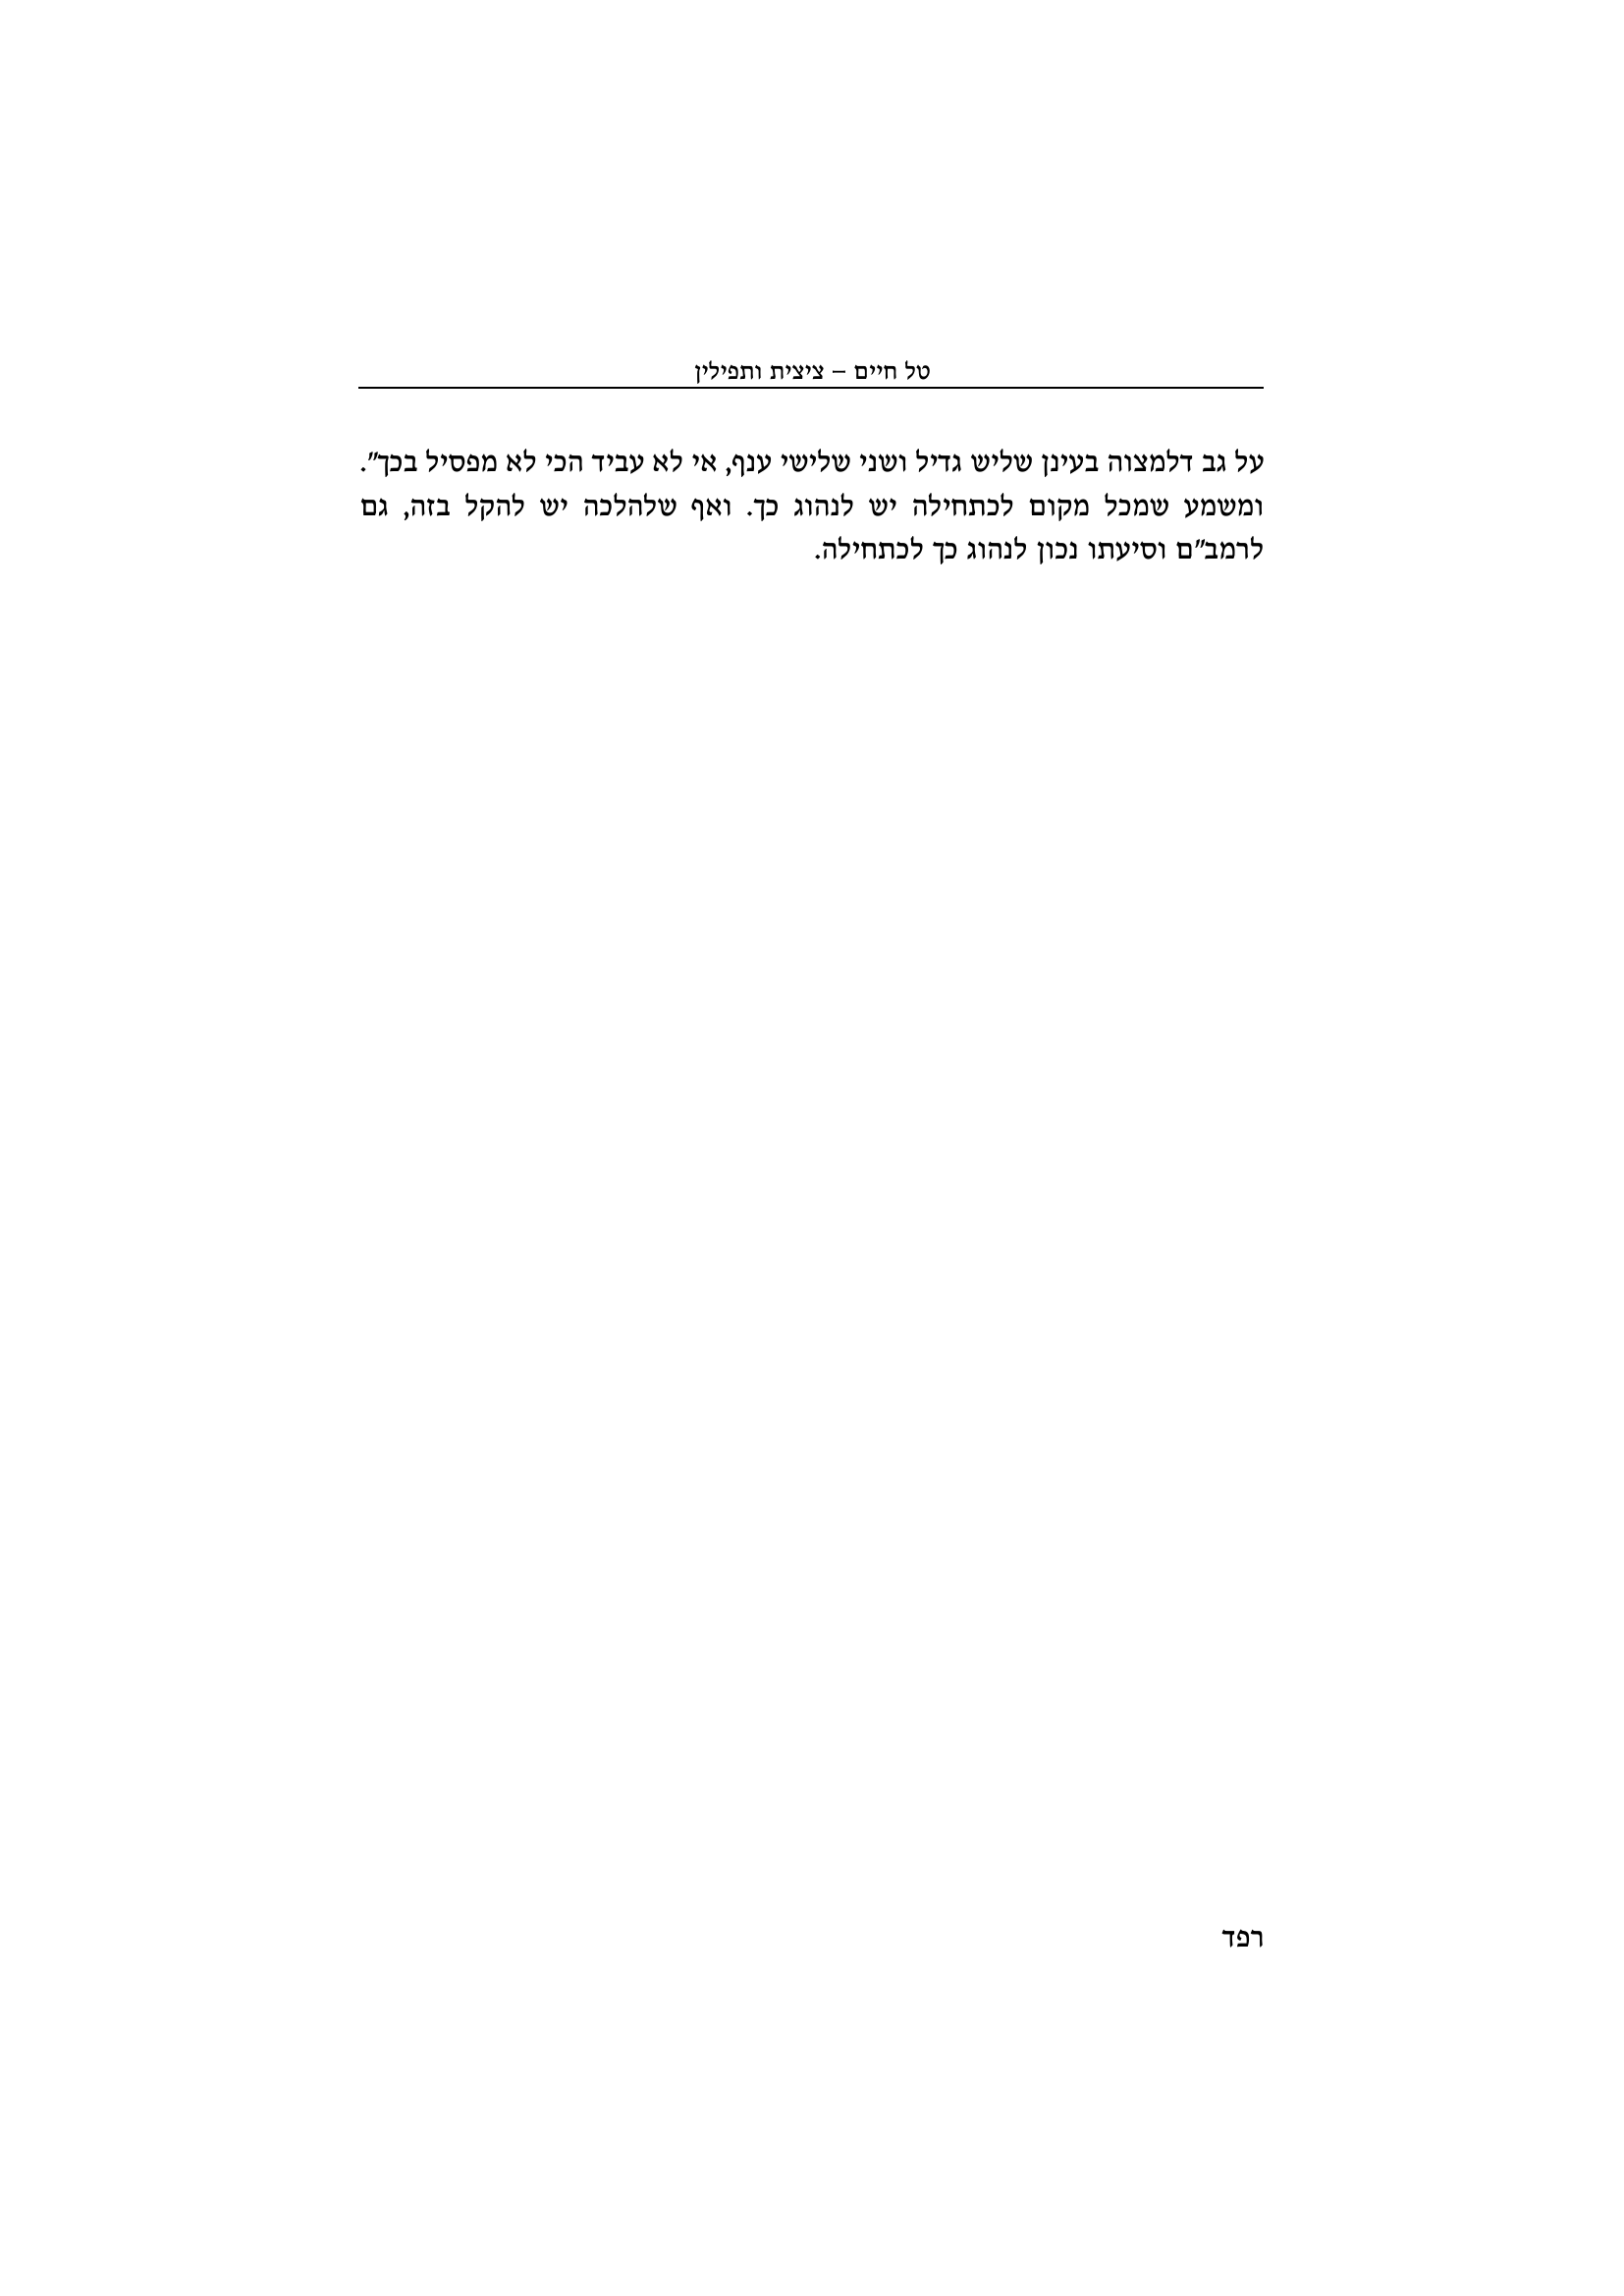 טל חיים – ציצית ותפילין
על גב דלמצוה בעינן שליש גדיל ושני שלישי ענף, אי לא עביד הכי לא מפסיל בכך".
ומשמע שמכל מקום לכתחילה יש לנהוג כך. ואף שלהלכה יש להקל בזה, גם
לרמב"ם וסיעתו נכון לנהוג כך לכתחילה.
רפד